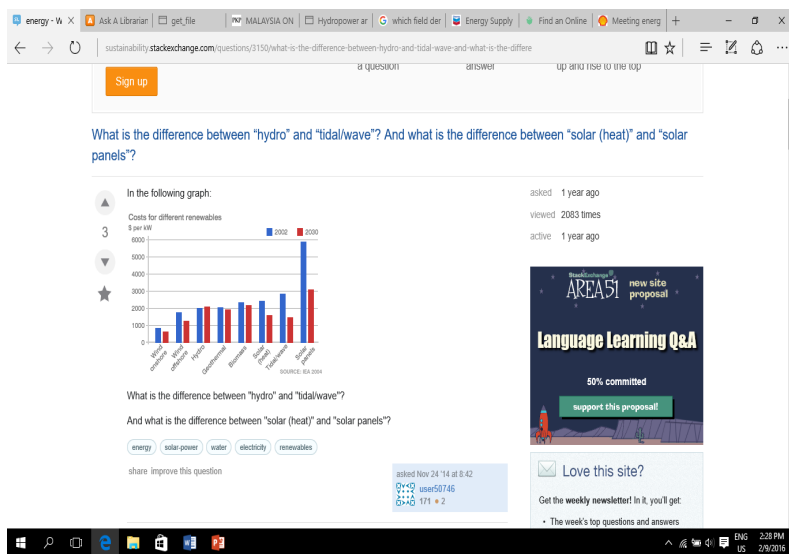 energy - W
Ask A Librarian
get_file
MALAYSIA ON
Hydropower ar
which field der
Energy Supply
Find an Online
Meeting energ
sustainability.stackexchange.com/questions/3150/what-is-the-difference-between-hydro-and-tidal-wave-and-what-is-the-differe
a question
answer
up and rise to the top
Sign up
What is the difference between “hydro” and “tidal/wave”? And what is the difference between “solar (heat)” and “solar
panels”?
3
In the following graph:
Costs for different renewables
$ per kW
2002
2030
6000
5000
4000
3000
2000
1000
0
Wind onshore
Wind offshore
Hydro
Geothermal
Biomass
Solar (heat)
Tidal/wave
Solar panels
SOURCE: IEA 2004
What is the difference between "hydro" and "tidal/wave"?
And what is the difference between "solar (heat)" and "solar panels"?
energy
solar-power
water
electricity
renewables
share improve this question
asked Nov 24 '14 at 8:42
user50746
171 2
asked 1 year ago
viewed 2083 times
active 1 year ago
StackExchange
AREA51
new site
proposal
Language Learning Q&A
50% committed
support this proposal!
Love this site?
Get the weekly newsletter! In it, you'll get:
• The week's top questions and answers
ENG
US
2:28 PM
2/9/2016